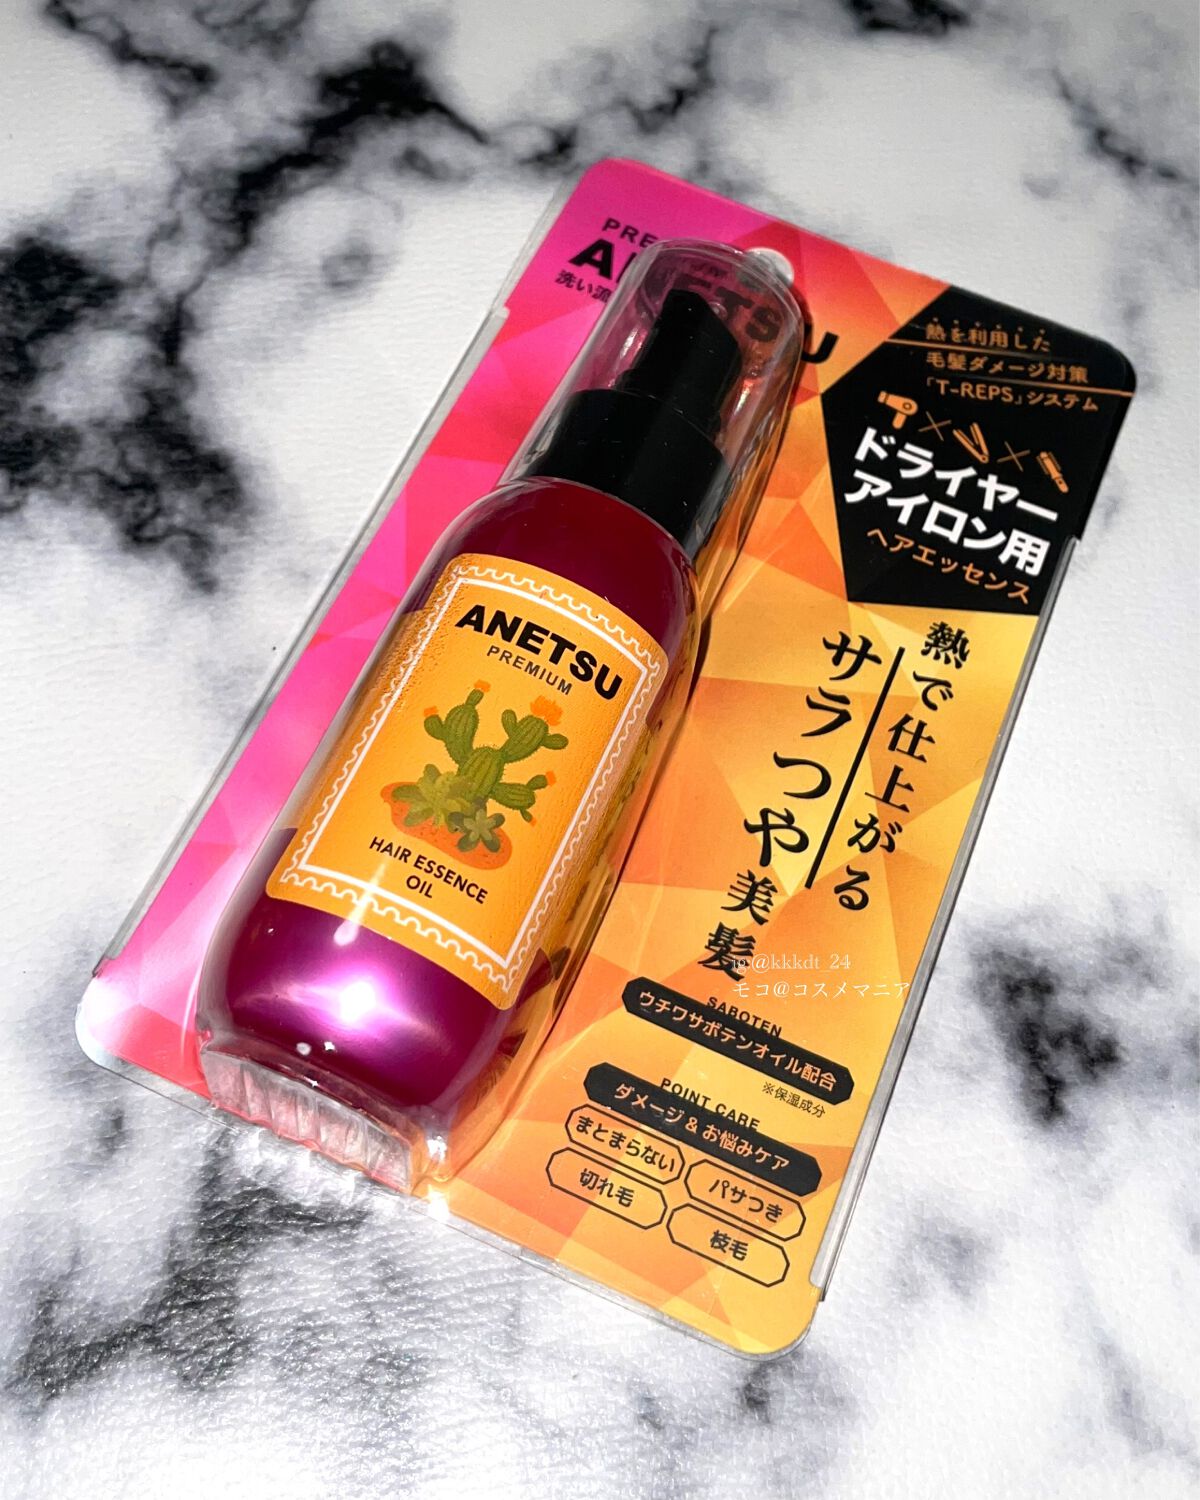 ANETSU
洗い流
熱を利用した
毛髪ダメージ対策
「T-REPS」システム
ドライヤー
アイロン用
ヘアエッセンス
熱で仕上がる
サラつや美髪
ANETSU
PREMIUM
HAIR ESSENCE
OIL
ig@kkkdt_24
モコ@コスメマニア
SABOTEN
ウチワサボテンオイル配合
※保湿成分
POINT CARE
ダメージ&お悩みケア
まとまらない
パサつき
切れ毛
枝毛